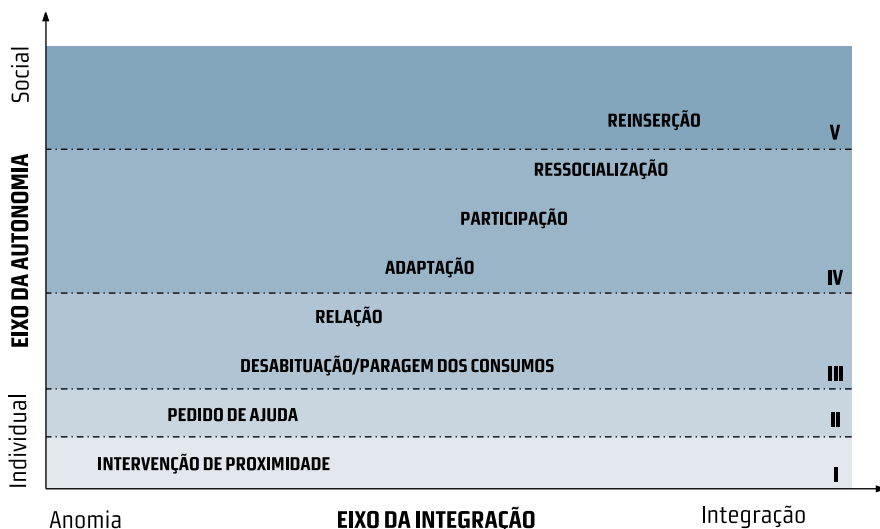 Social
REINSERÇÃO
V
RESSOCIALIZAÇÃO
PARTICIPAÇÃO
ADAPTAÇÃO
IV
EIXO DA AUTONOMIA
RELAÇÃO
DESABITUAÇÃO/PARAGEM DOS CONSUMOS
III
PEDIDO DE AJUDA
II
Individual
INTERVENÇÃO DE PROXIMIDADE
I
Anomia
EIXO DA INTEGRAÇÃO
Integração